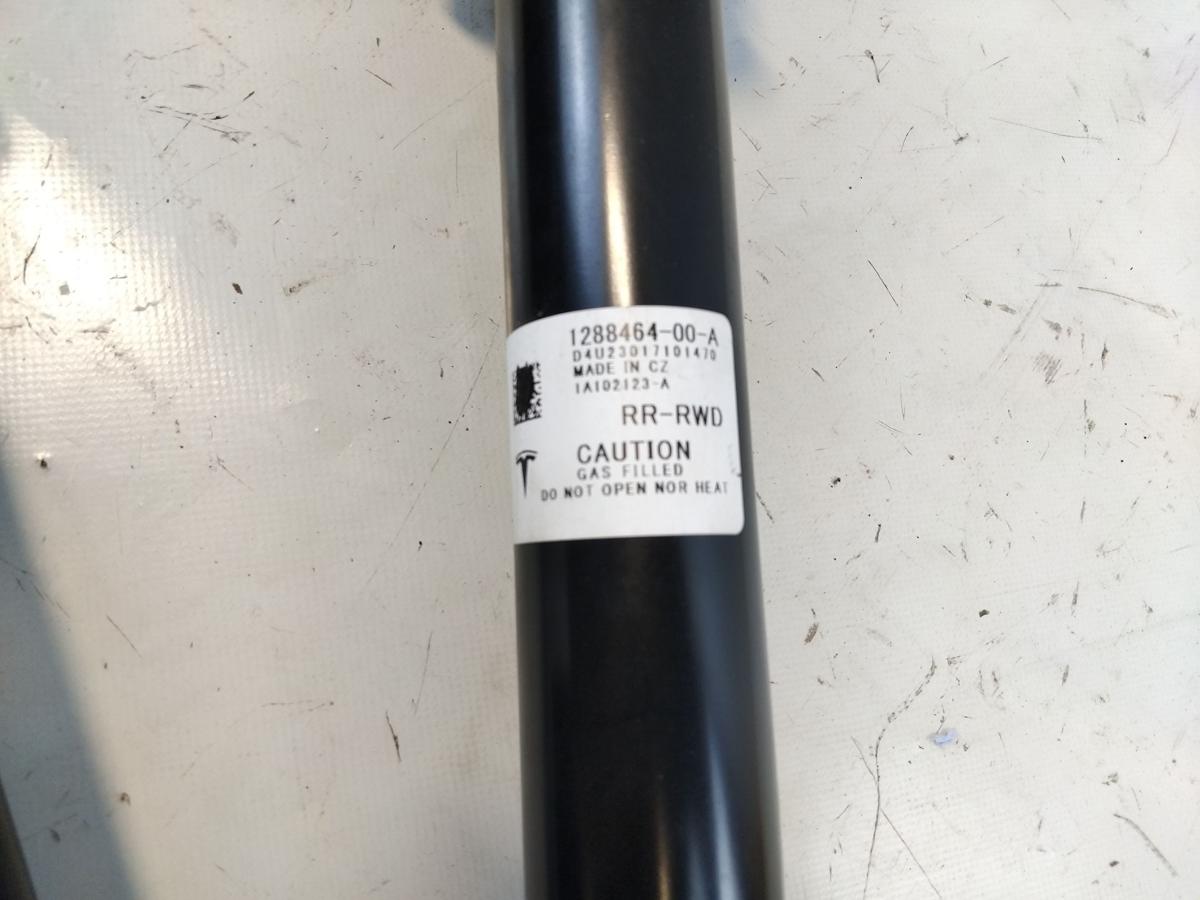 1288464-00-A
D4U23017101470
MADE IN CZ
1A102123-A
RR-RWD
CAUTION
GAS FILLED
DO NOT OPEN NOR HEAT